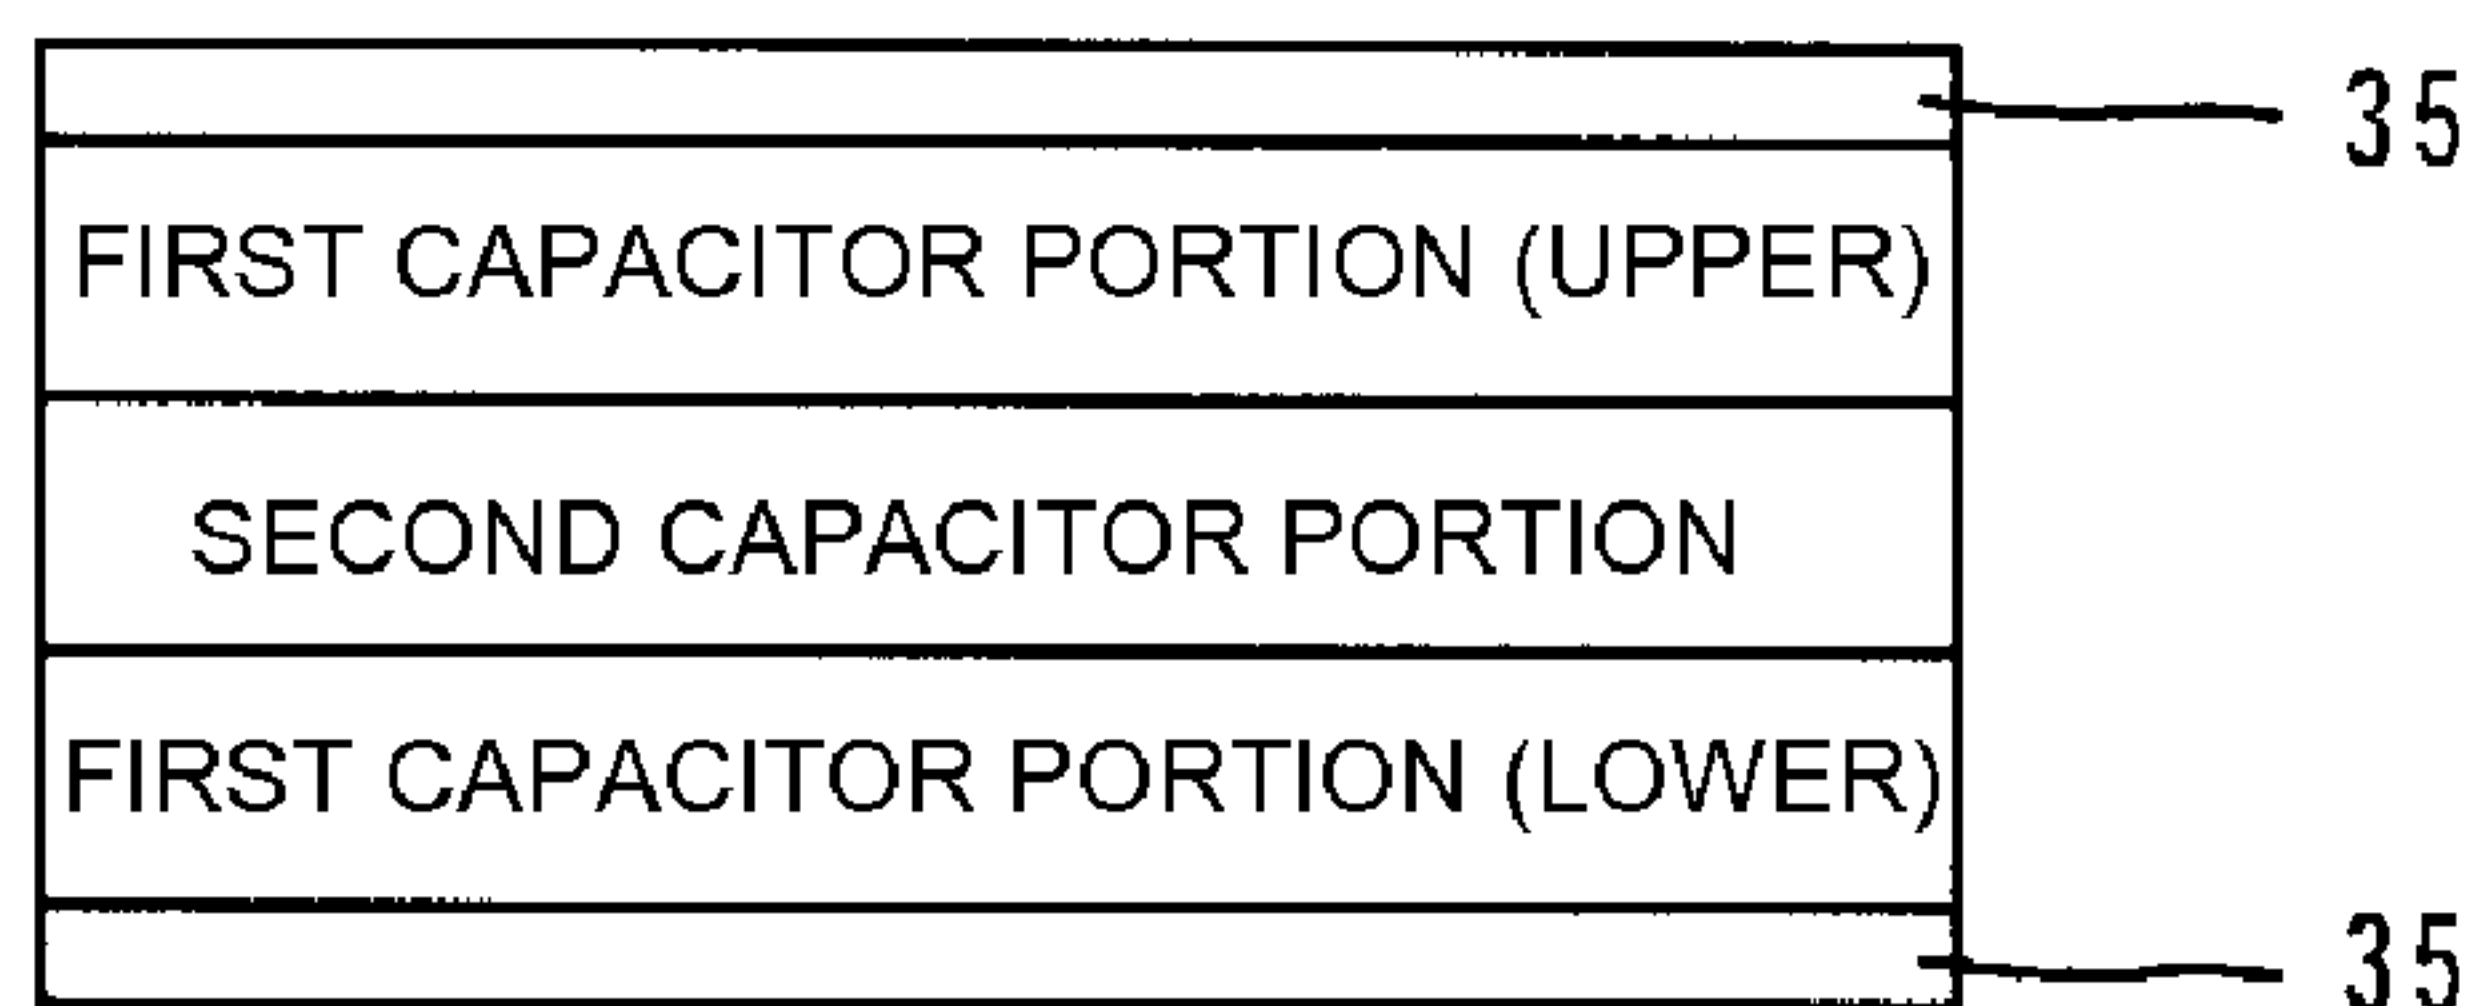 35
FIRST CAPACITOR PORTION (UPPER)
SECOND CAPACITOR PORTION
FIRST CAPACITOR PORTION (LOWER)
35